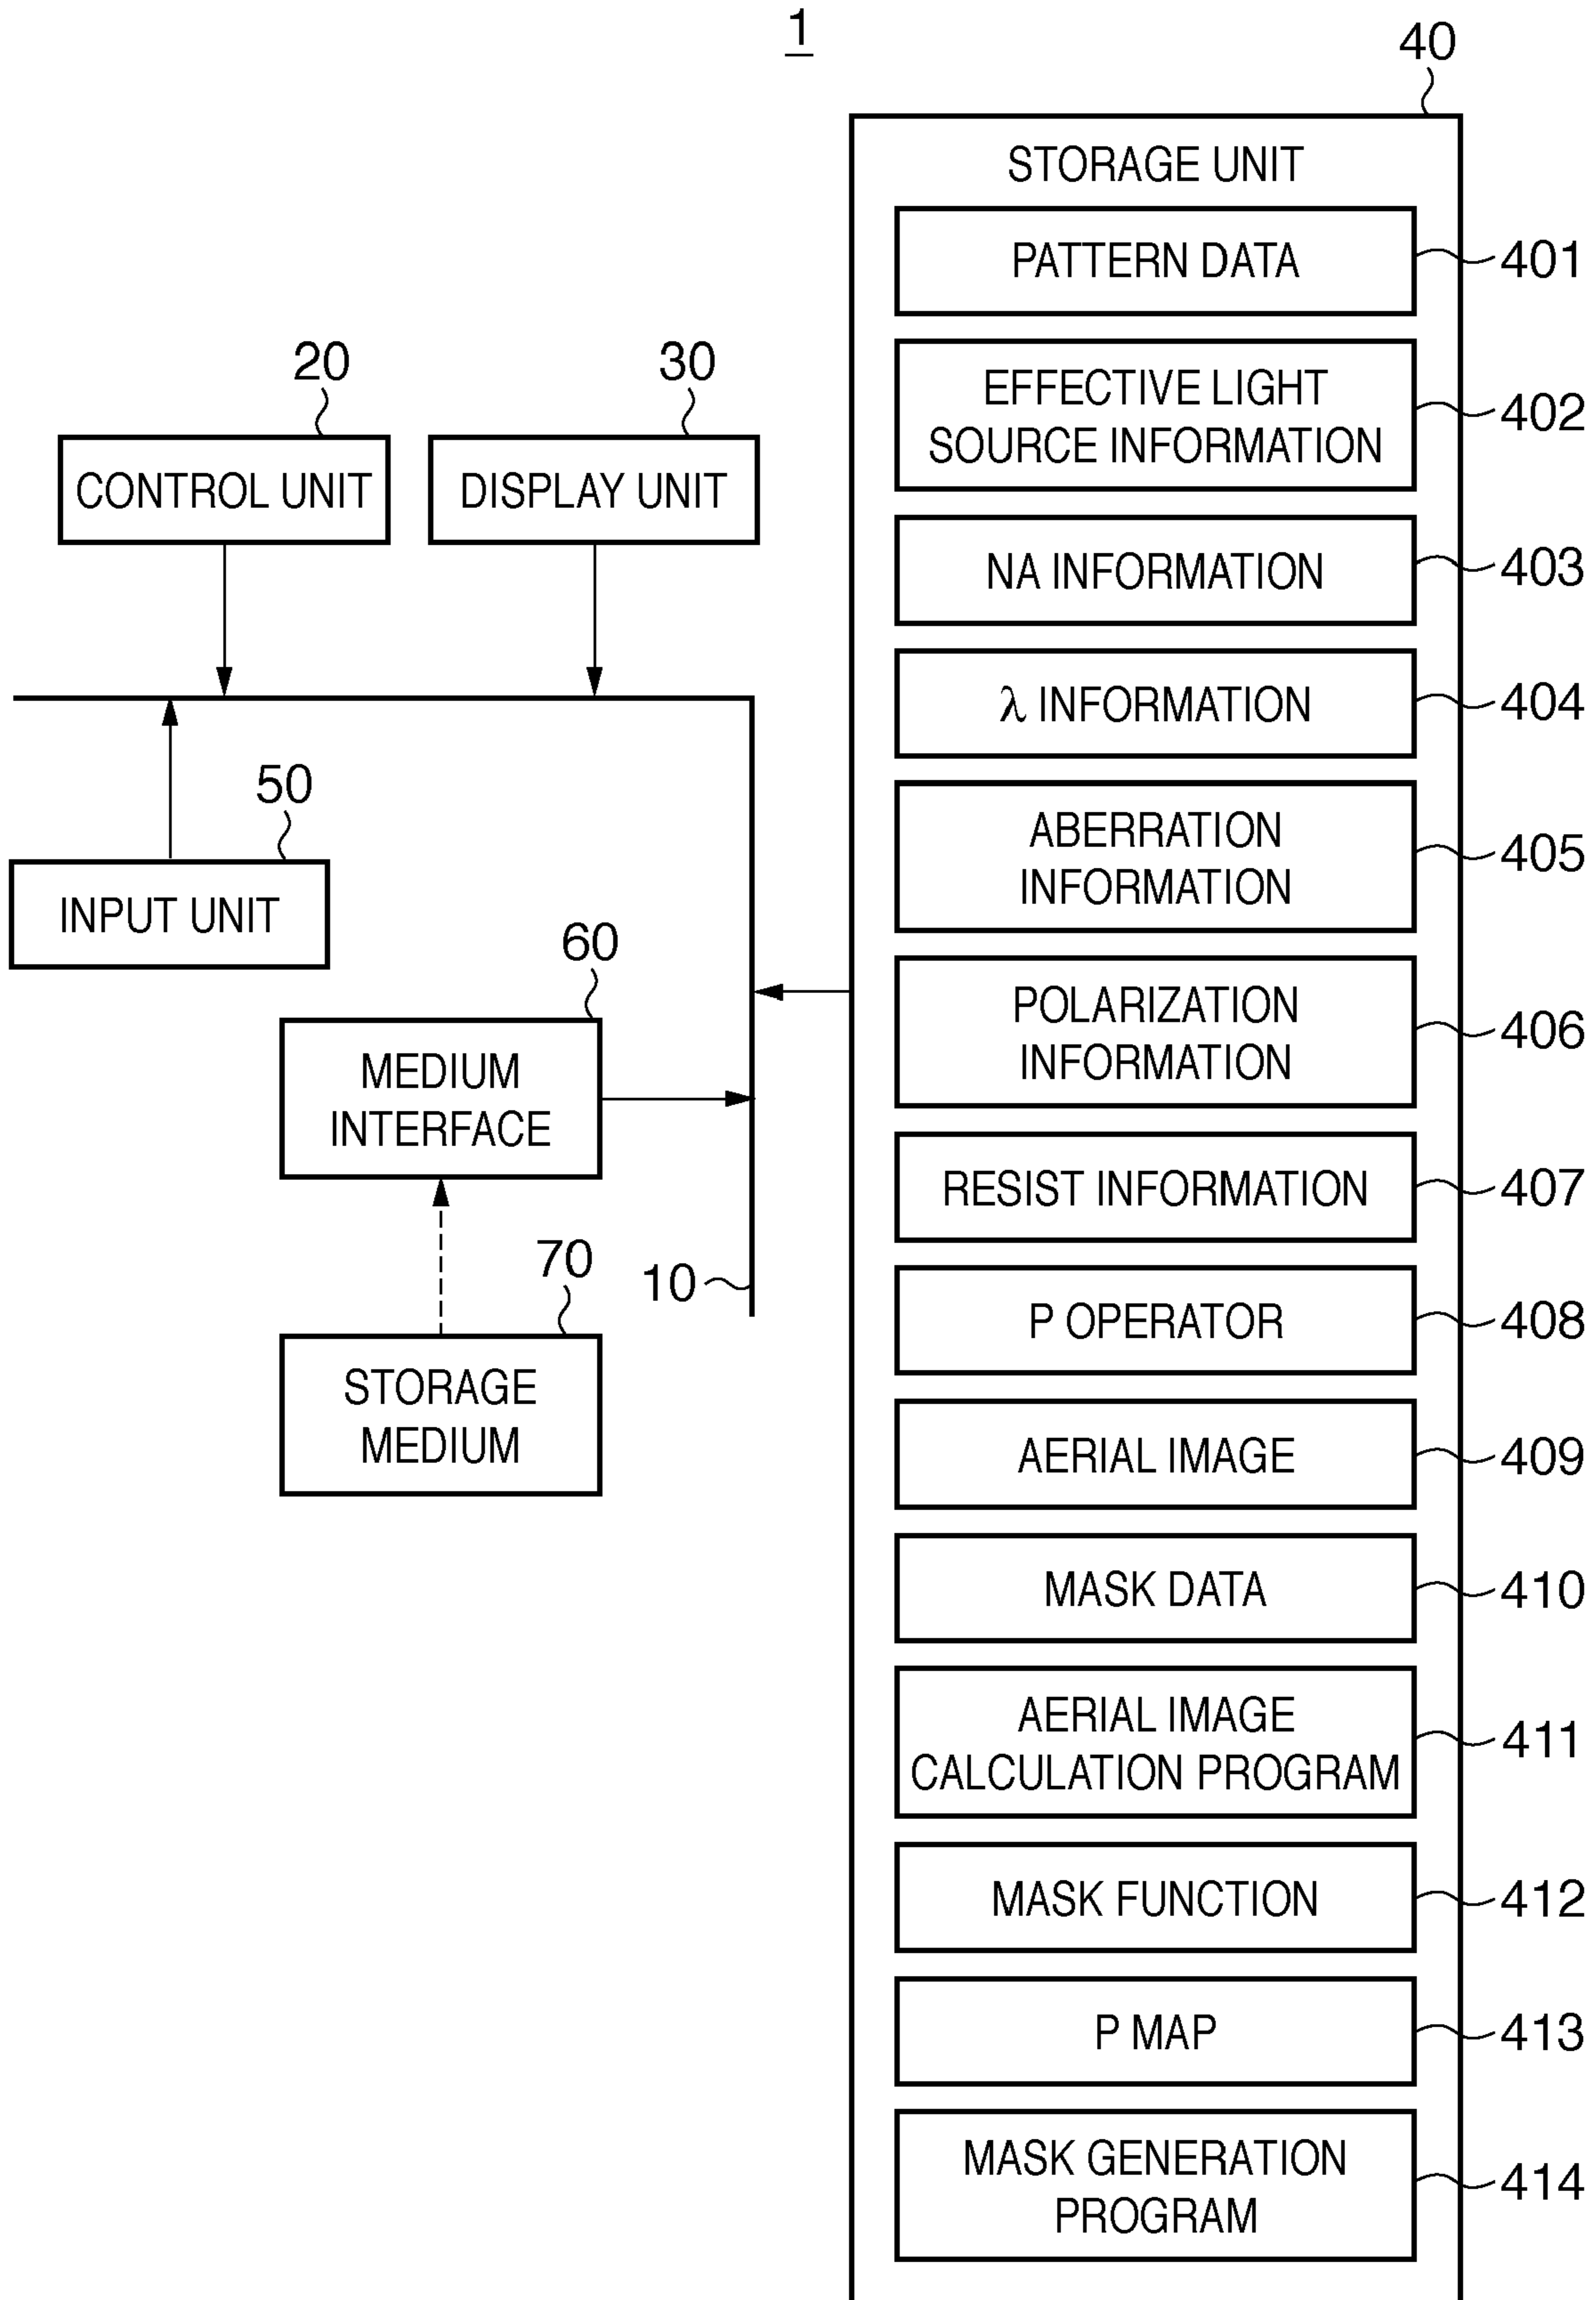 1
40
STORAGE UNIT
PATTERN DATA
401
EFFECTIVE LIGHT
SOURCE INFORMATION
402
NA INFORMATION
403
λ INFORMATION
404
ABERRATION
INFORMATION
405
POLARIZATION
INFORMATION
406
RESIST INFORMATION
407
P OPERATOR
408
AERIAL IMAGE
409
MASK DATA
410
AERIAL IMAGE
CALCULATION PROGRAM
411
MASK FUNCTION
412
P MAP
413
MASK GENERATION
PROGRAM
414
20
CONTROL UNIT
30
DISPLAY UNIT
50
INPUT UNIT
60
MEDIUM
INTERFACE
70
STORAGE
MEDIUM
10